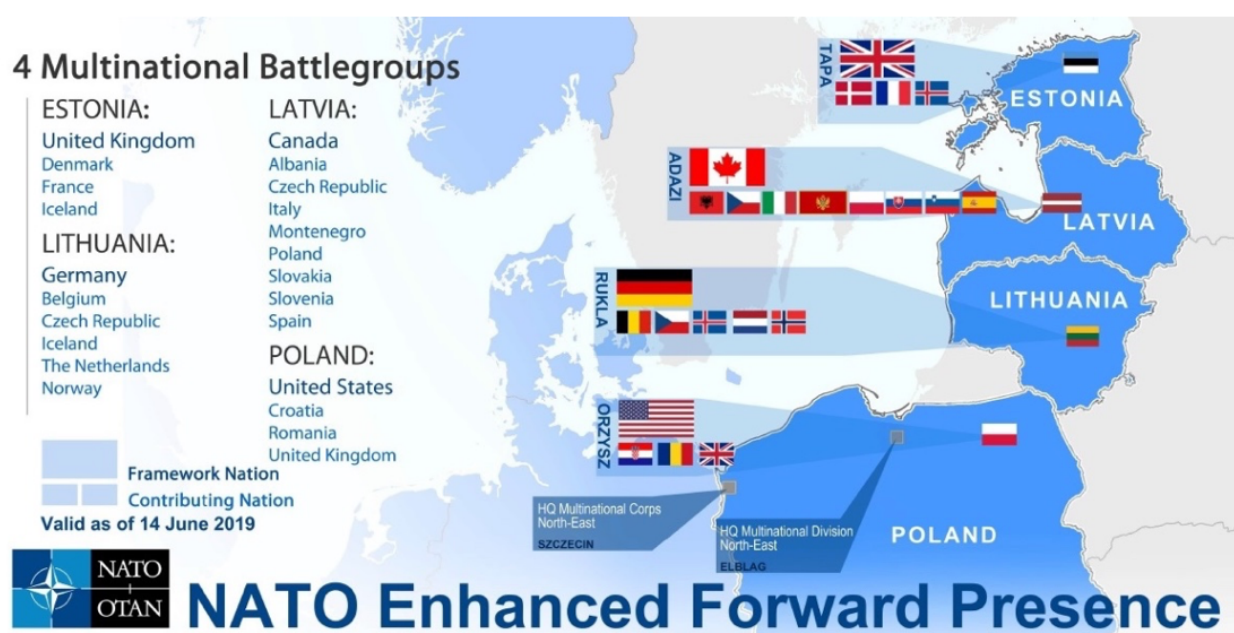 4 Multinational Battlegroups
ESTONIA:
United Kingdom
Denmark
France
Iceland
LITHUANIA:
Germany
Belgium
Czech Republic
Iceland
The Netherlands
Norway
LATVIA:
Canada
Albania
Czech Republic
Italy
Montenegro
Poland
Slovakia
Slovenia
Spain
POLAND:
United States
Croatia
Romania
United Kingdom
Framework Nation
Contributing Nation
Valid as of 14 June 2019
TAPA
ESTONIA
ADAZI
LATVIA
RUKLA
LITHUANIA
ORZYSZ
HQ Multinational Corps
North-East
SZCZECIN
HQ Multinational Division
North-East
ELBLAG
POLAND
NATO
OTAN
NATO Enhanced Forward Presence